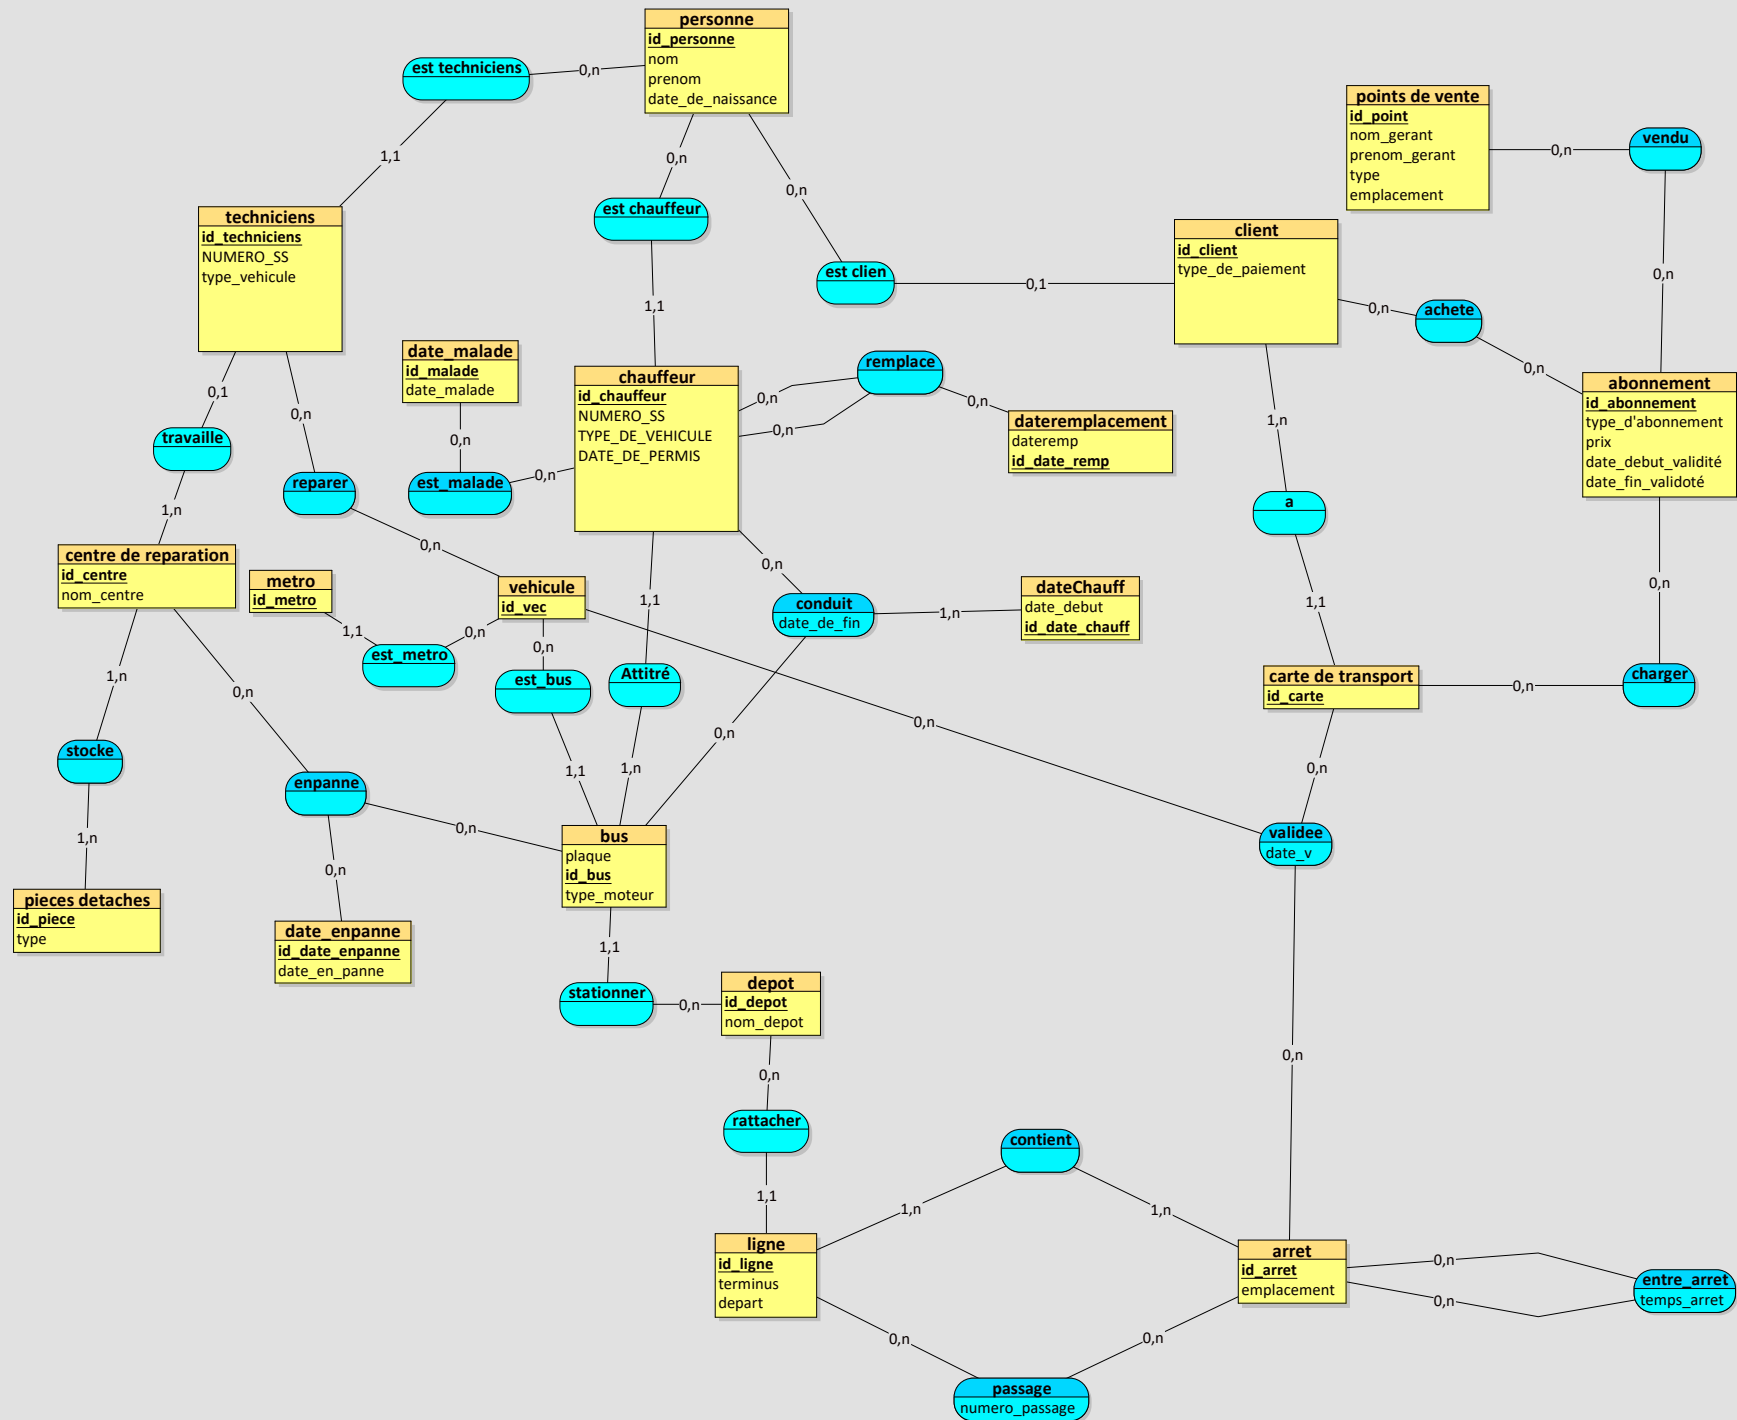 personne
id_personne
nom
prenom
date_de_naissance
est techniciens
0,n
1,1
0,n
0,n
points de vente
id_point
nom_gerant
prenom_gerant
type
emplacement
0,n
vendu
0,n
techniciens
id_techniciens
NUMERO_SS
type_vehicule
est chauffeur
1,1
est clien
0,1
client
id_client
type_de_paiement
0,n
achete
0,n
1,n
date_malade
id_malade
date_malade
0,n
est_malade
0,n
chauffeur
id_chauffeur
NUMERO_SS
TYPE_DE_VEHICULE
DATE_DE_PERMIS
0,n
0,n
remplace
0,n
dateremplacement
dateremp
id_date_remp
abonnement
id_abonnement
type_d'abonnement
prix
date_debut_validité
date_fin_validoté
0,1
travaille
1,n
0,n
reparer
0,n
a
1,1
0,n
centre de reparation
id_centre
nom_centre
metro
id_metro
1,1
est_metro
0,n
vehicule
id_vec
0,n
est_bus
1,1
1,1
Attitré
1,n
0,n
conduit
date_de_fin
1,n
0,n
dateChauff
date_debut
id_date_chauff
carte de transport
id_carte
0,n
charger
0,n
0,n
1,n
stocke
1,n
0,n
enpanne
0,n
0,n
bus
plaque
id_bus
type_moteur
validee
date_v
pieces detaches
id_piece
type
date_enpanne
id_date_enpanne
date_en_panne
1,1
stationner
0,n
depot
id_depot
nom_depot
0,n
0,n
rattacher
1,1
contient
1,n
1,n
ligne
id_ligne
terminus
depart
arret
id_arret
emplacement
0,n
0,n
entre_arret
temps_arret
0,n
0,n
passage
numero_passage